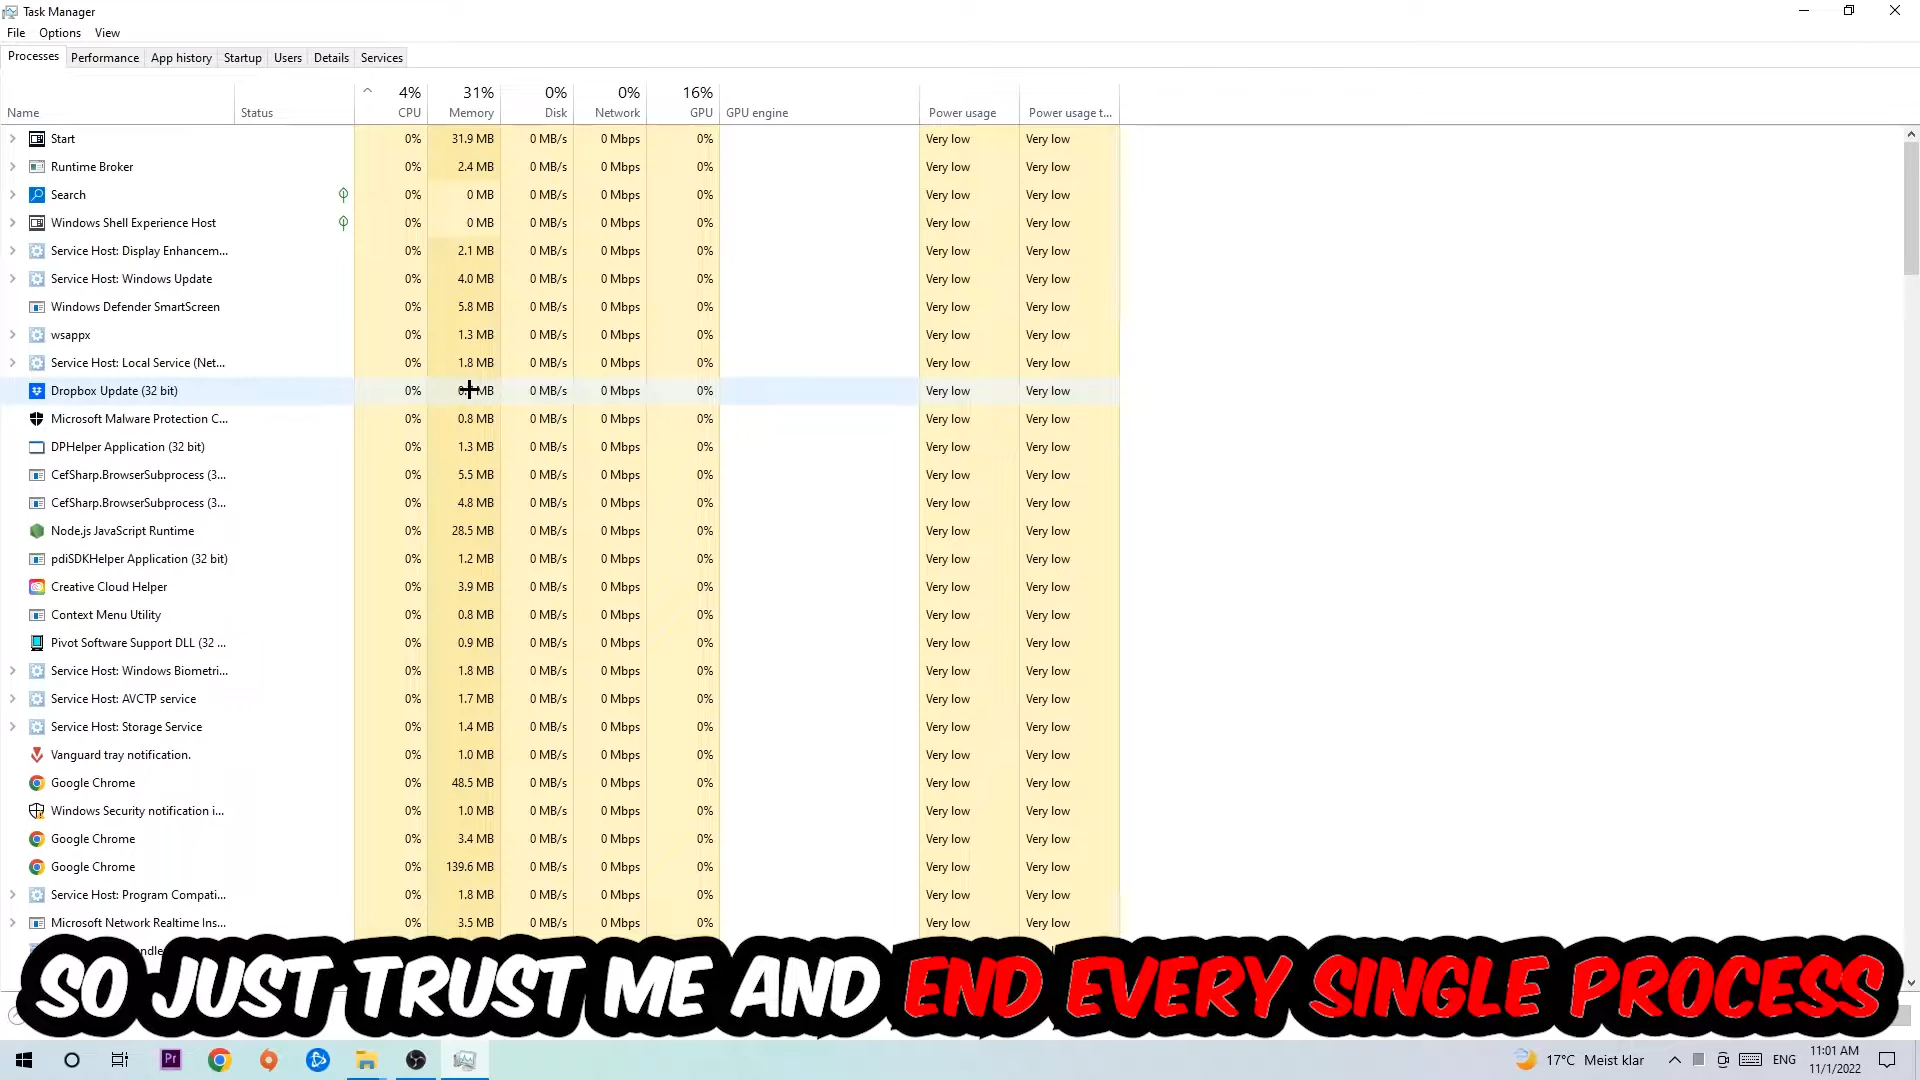 Task Manager
File Options View
Processes Performance App history Startup Users Details Services
4% 31% 0% 0% 16%
Name Status CPU Memory Disk Network GPU GPU engine Power usage Power usage t...
Start 0% 31.9 MB 0 MB/s 0 Mbps 0% Very low Very low
Runtime Broker 0% 2.4 MB 0 MB/s 0 Mbps 0% Very low Very low
Search 0% 0 MB 0 MB/s 0 Mbps 0% Very low Very low
Windows Shell Experience Host 0% 0 MB 0 MB/s 0 Mbps 0% Very low Very low
Service Host: Display Enhancem... 0% 2.1 MB 0 MB/s 0 Mbps 0% Very low Very low
Service Host: Windows Update 0% 4.0 MB 0 MB/s 0 Mbps 0% Very low Very low
Windows Defender SmartScreen 0% 5.8 MB 0 MB/s 0 Mbps 0% Very low Very low
wsappx 0% 1.3 MB 0 MB/s 0 Mbps 0% Very low Very low
Service Host: Local Service (Net... 0% 1.8 MB 0 MB/s 0 Mbps 0% Very low Very low
Dropbox Update (32 bit) 0% MB 0 MB/s 0 Mbps 0% Very low Very low
Microsoft Malware Protection C... 0% 0.8 MB 0 MB/s 0 Mbps 0% Very low Very low
DPHelper Application (32 bit) 0% 1.3 MB 0 MB/s 0 Mbps 0% Very low Very low
CefSharp.BrowserSubprocess (3... 0% 5.5 MB 0 MB/s 0 Mbps 0% Very low Very low
CefSharp.BrowserSubprocess (3... 0% 4.8 MB 0 MB/s 0 Mbps 0% Very low Very low
Node.js JavaScript Runtime 0% 28.5 MB 0 MB/s 0 Mbps 0% Very low Very low
pdiSDKHelper Application (32 bit) 0% 1.2 MB 0 MB/s 0 Mbps 0% Very low Very low
Creative Cloud Helper 0% 3.9 MB 0 MB/s 0 Mbps 0% Very low Very low
Context Menu Utility 0% 0.8 MB 0 MB/s 0 Mbps 0% Very low Very low
Pivot Software Support DLL (32 ... 0% 0.9 MB 0 MB/s 0 Mbps 0% Very low Very low
Service Host: Windows Biometri... 0% 1.8 MB 0 MB/s 0 Mbps 0% Very low Very low
Service Host: AVCTP service 0% 1.7 MB 0 MB/s 0 Mbps 0% Very low Very low
Service Host: Storage Service 0% 1.4 MB 0 MB/s 0 Mbps 0% Very low Very low
Vanguard tray notification. 0% 1.0 MB 0 MB/s 0 Mbps 0% Very low Very low
Google Chrome 0% 48.5 MB 0 MB/s 0 Mbps 0% Very low Very low
Windows Security notification i... 0% 1.0 MB 0 MB/s 0 Mbps 0% Very low Very low
Google Chrome 0% 3.4 MB 0 MB/s 0 Mbps 0% Very low Very low
Google Chrome 0% 139.6 MB 0 MB/s 0 Mbps 0% Very low Very low
Service Host: Program Compati... 0% 1.8 MB 0 MB/s 0 Mbps 0% Very low Very low
Microsoft Network Realtime Ins... 0% 3.5 MB 0 MB/s 0 Mbps 0% Very low Very low
SO JUST TRUST ME AND END EVERY SINGLE PROCESS
Pr 17°C Meist klar ENG 11:01 AM
11/1/2022